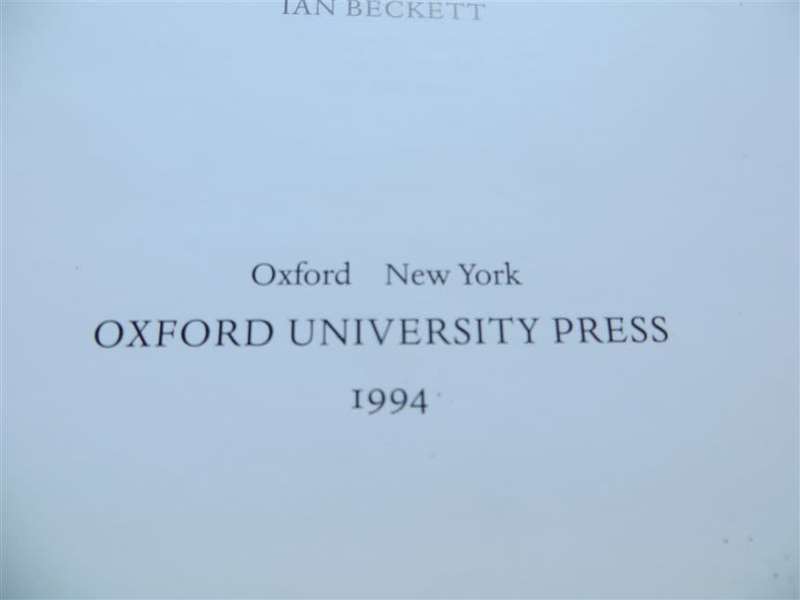 IAN BECKETT
Oxford New York
OXFORD UNIVERSITY PRESS
1994